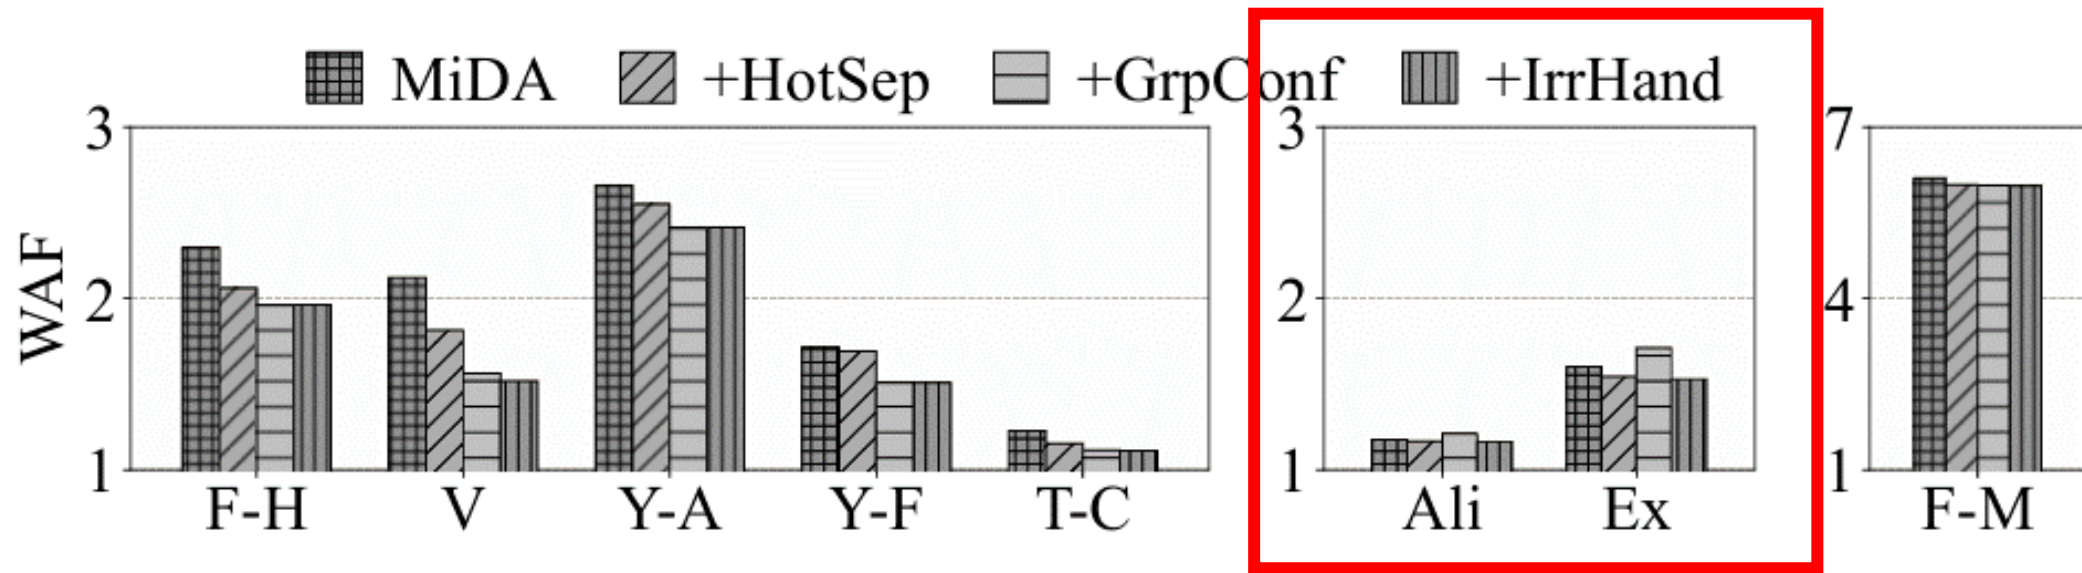 MiDA +HotSep +GrpConf +IrrHand
3 3 7
WAF
2 2 4
1 1 1
F-H V Y-A Y-F T-C Ali Ex F-M